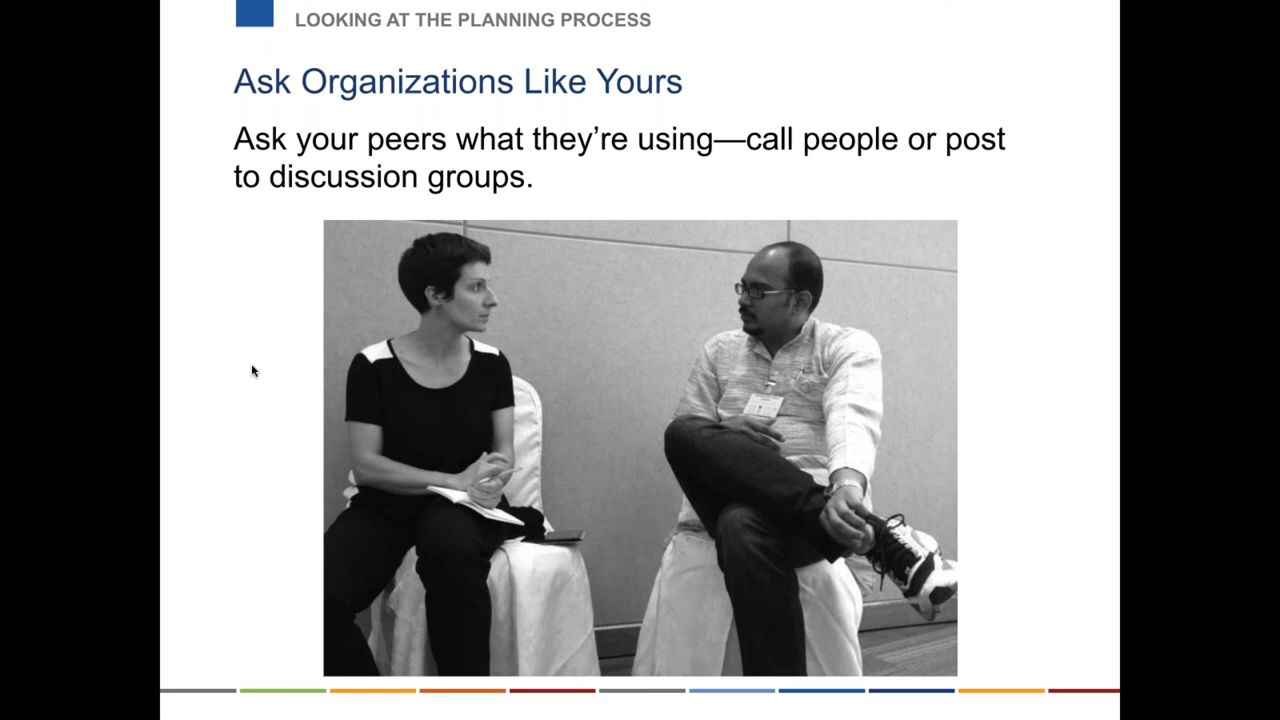 LOOKING AT THE PLANNING PROCESS
Ask Organizations Like Yours
Ask your peers what they’re using—call people or post
to discussion groups.